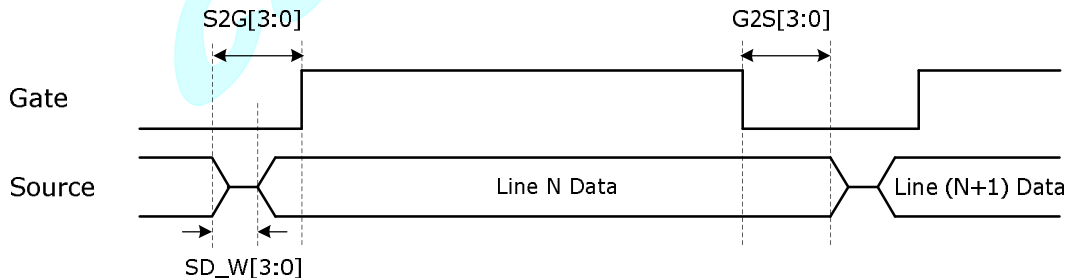 S2G[3:0]
G2S[3:0]
Gate
Source
Line N Data
Line (N+1) Data
SD_W[3:0]